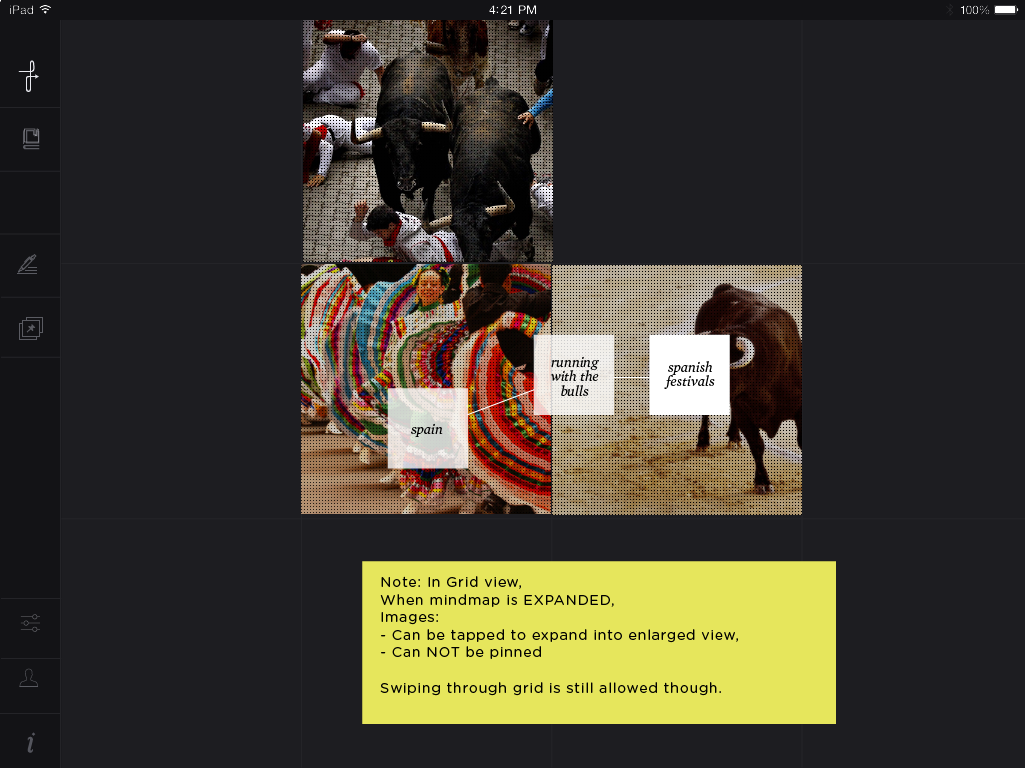 iPad 4:21 PM 100%
running
with the
bulls
spanish
festivals
spain
Note: In Grid view,
When mindmap is EXPANDED,
Images:
- Can be tapped to expand into enlarged view,
- Can NOT be pinned
Swiping through grid is still allowed though.
i